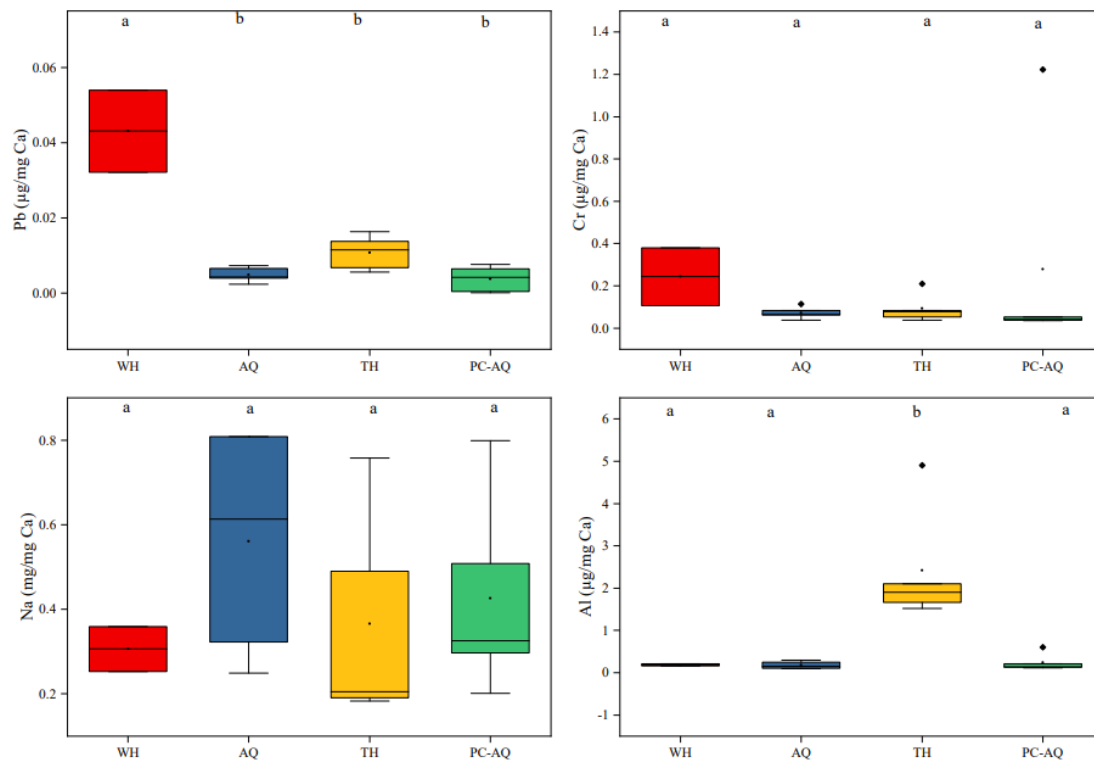 a b b b
Pb (µg/mg Ca)
0.06
0.04
0.02
0.00
WH AQ TH PC-AQ
a a a a
Cr (µg/mg Ca)
1.4
1.2
1.0
0.8
0.6
0.4
0.2
0.0
WH AQ TH PC-AQ
a a a a
Na (mg/mg Ca)
0.8
0.6
0.4
0.2
WH AQ TH PC-AQ
a a b a
Al (µg/mg Ca)
6
5
4
3
2
1
0
-1
WH AQ TH PC-AQ